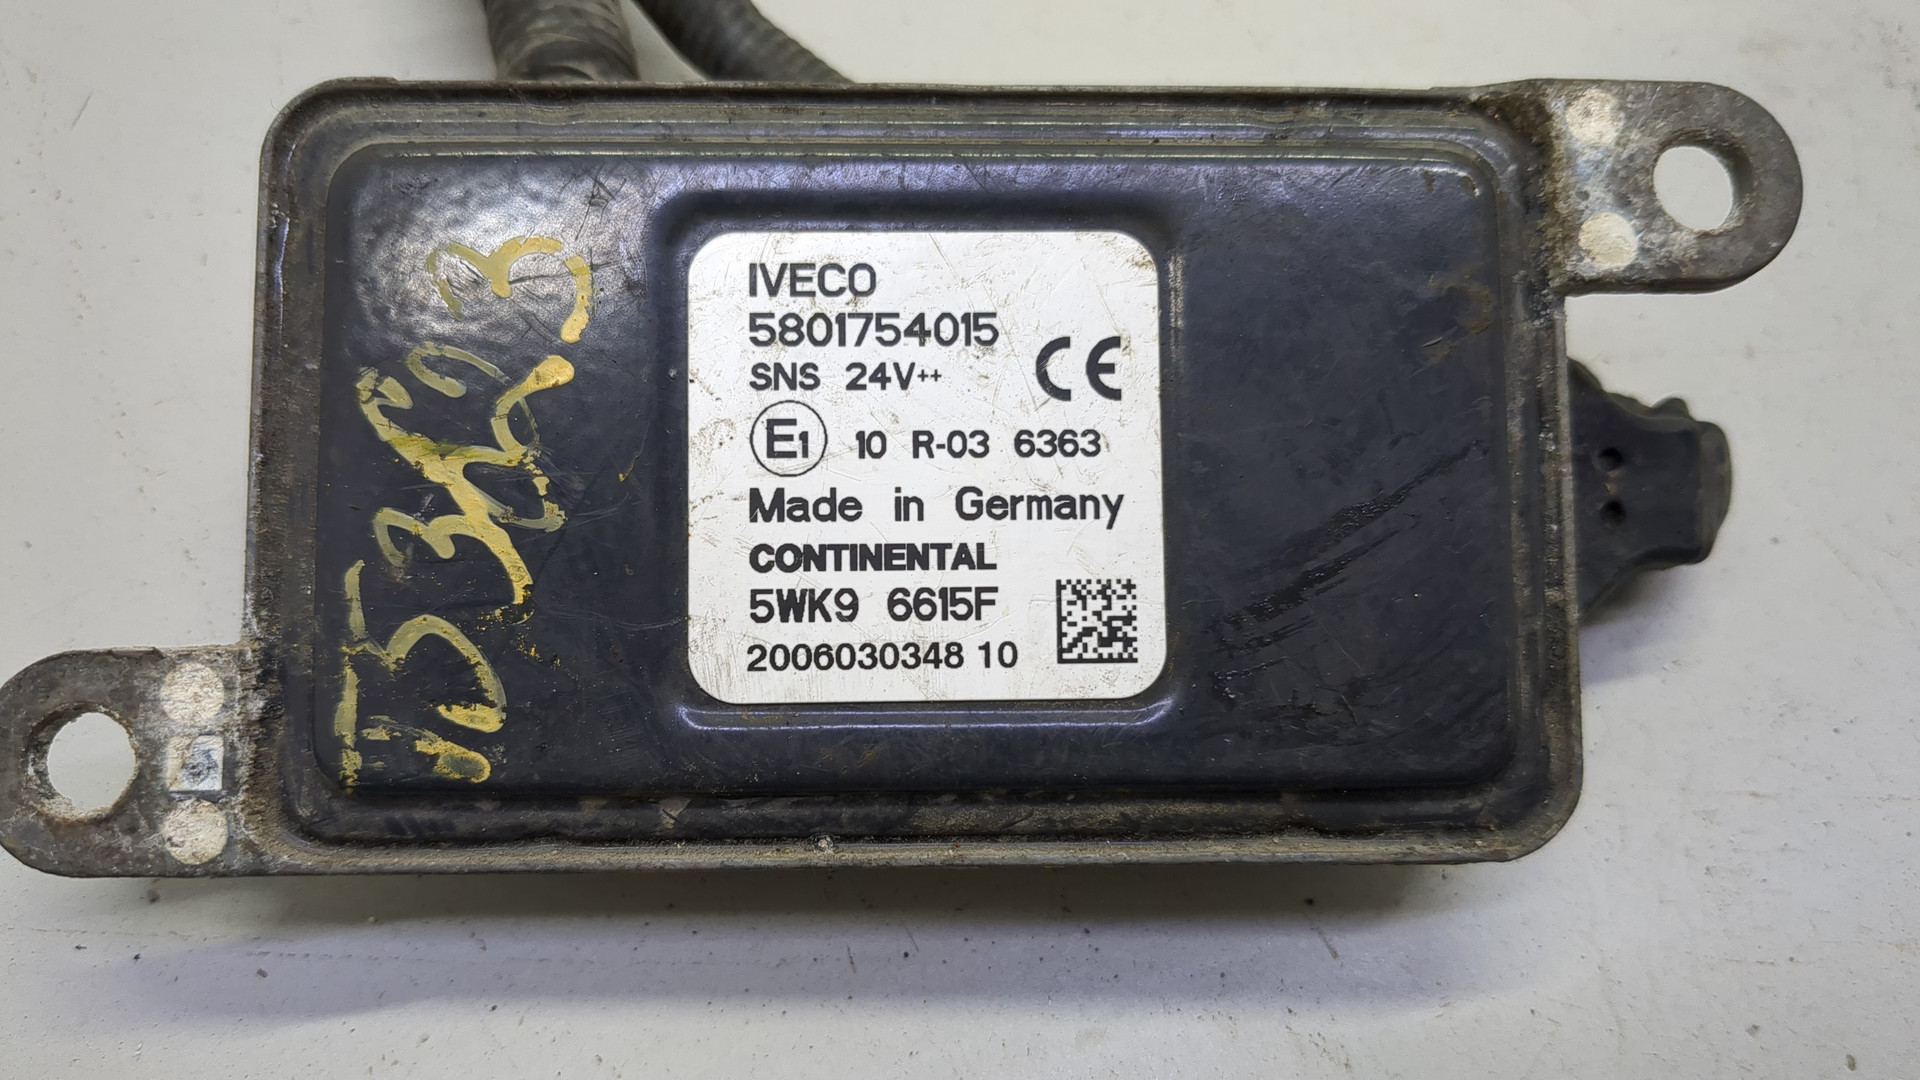 IVECO
5801754015
SNS 24V++
CE
E1 10 R-03 6363
Made in Germany
CONTINENTAL
5WK9 6615F
2006030348 10